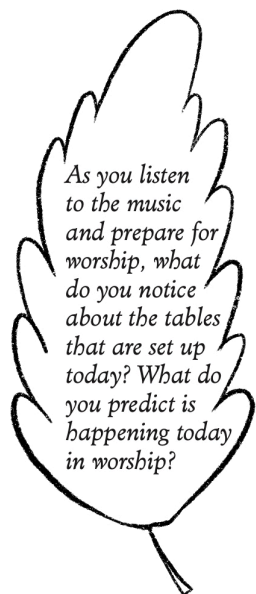 As you listen
to the music
and prepare for
worship, what
do you notice
about the tables
that are set up
today? What do
you predict is
happening today
in worship?